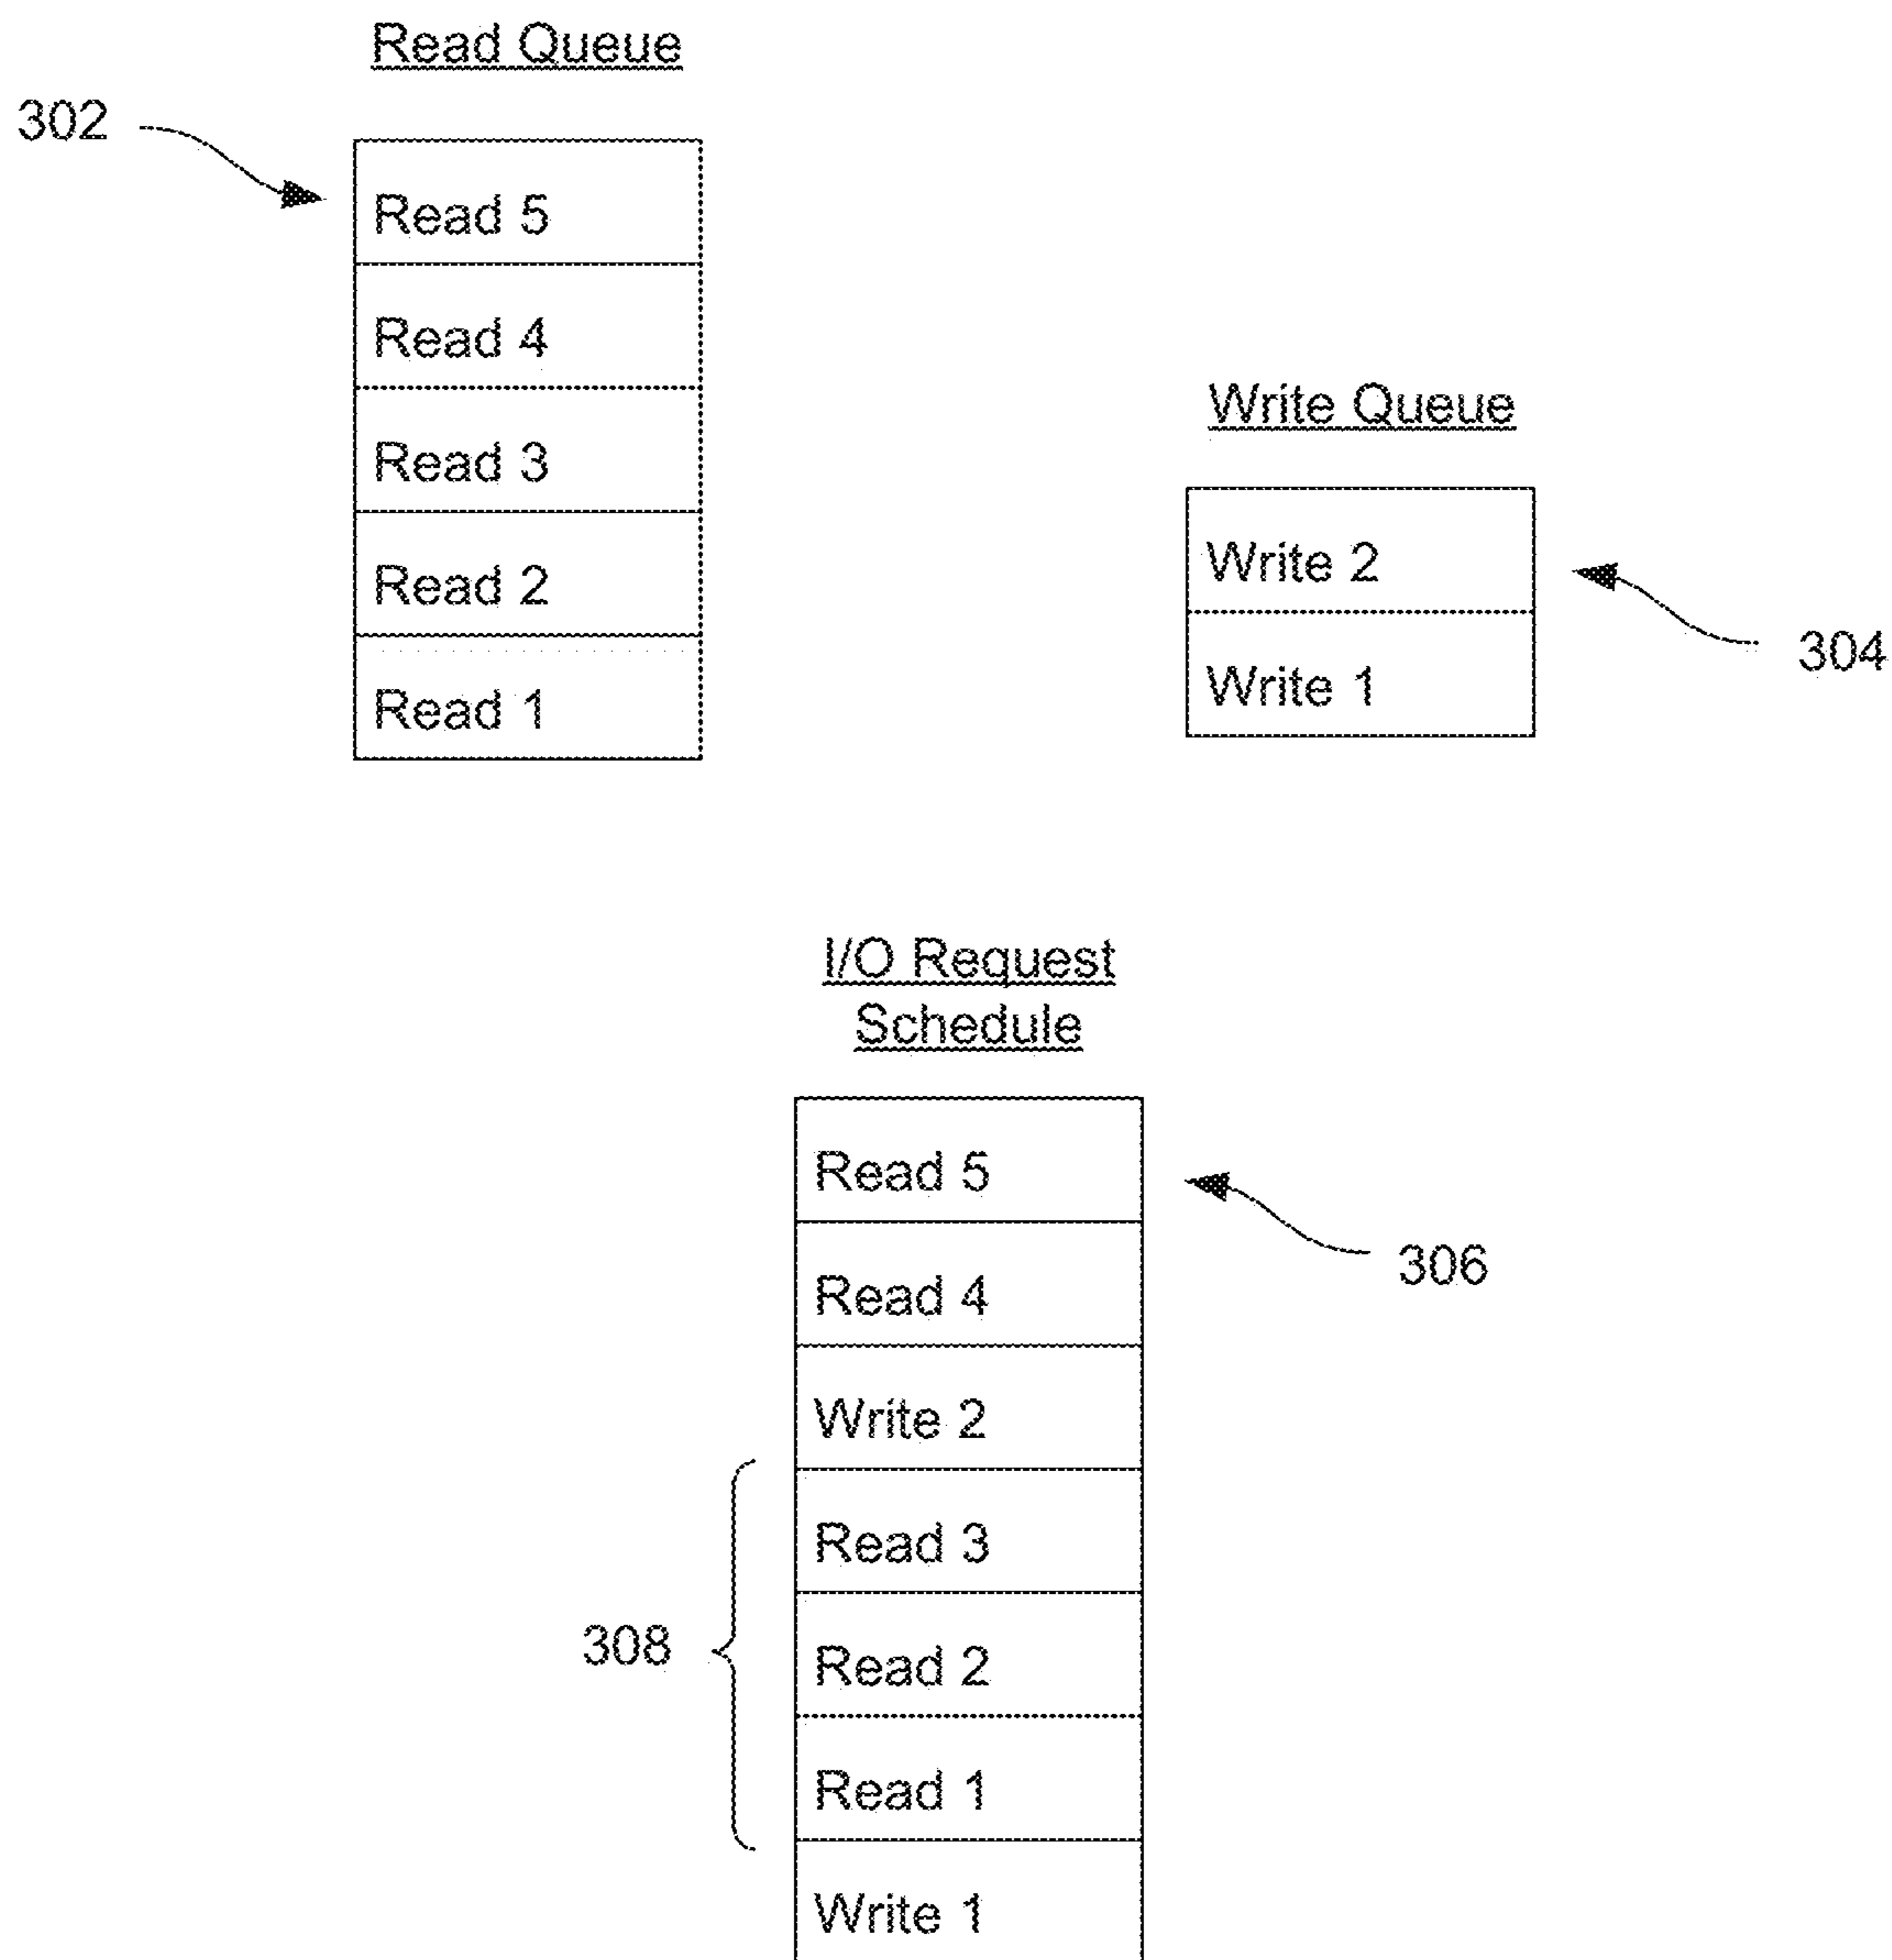 Read Queue
302
Read 5
Read 4
Read 3
Read 2
Read 1
Write Queue
Write 2
Write 1
304
I/O Request
Schedule
Read 5
306
Read 4
Write 2
Read 3
308
Read 2
Read 1
Write 1